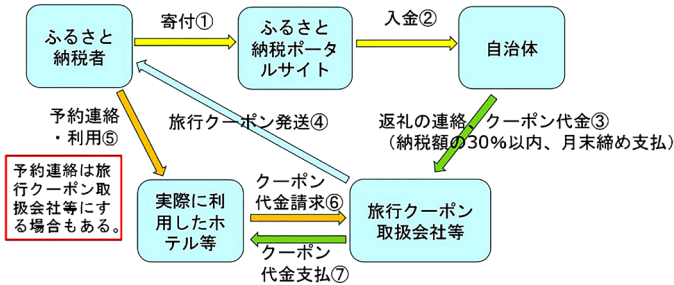 寄付①
入金②
ふるさと
納税者
ふるさと
納税ポータ
ルサイト
自治体
予約連絡
・利用⑤
旅行クーポン発送④
返礼の連絡、クーポン代金③
（納税額の30％以内、月末締め支払）
予約連絡は旅
行クーポン取
扱会社等にす
る場合もある。
実際に利
用したホ
テル等
クーポン
代金請求⑥
旅行クーポン
取扱会社等
クーポン
代金支払⑦